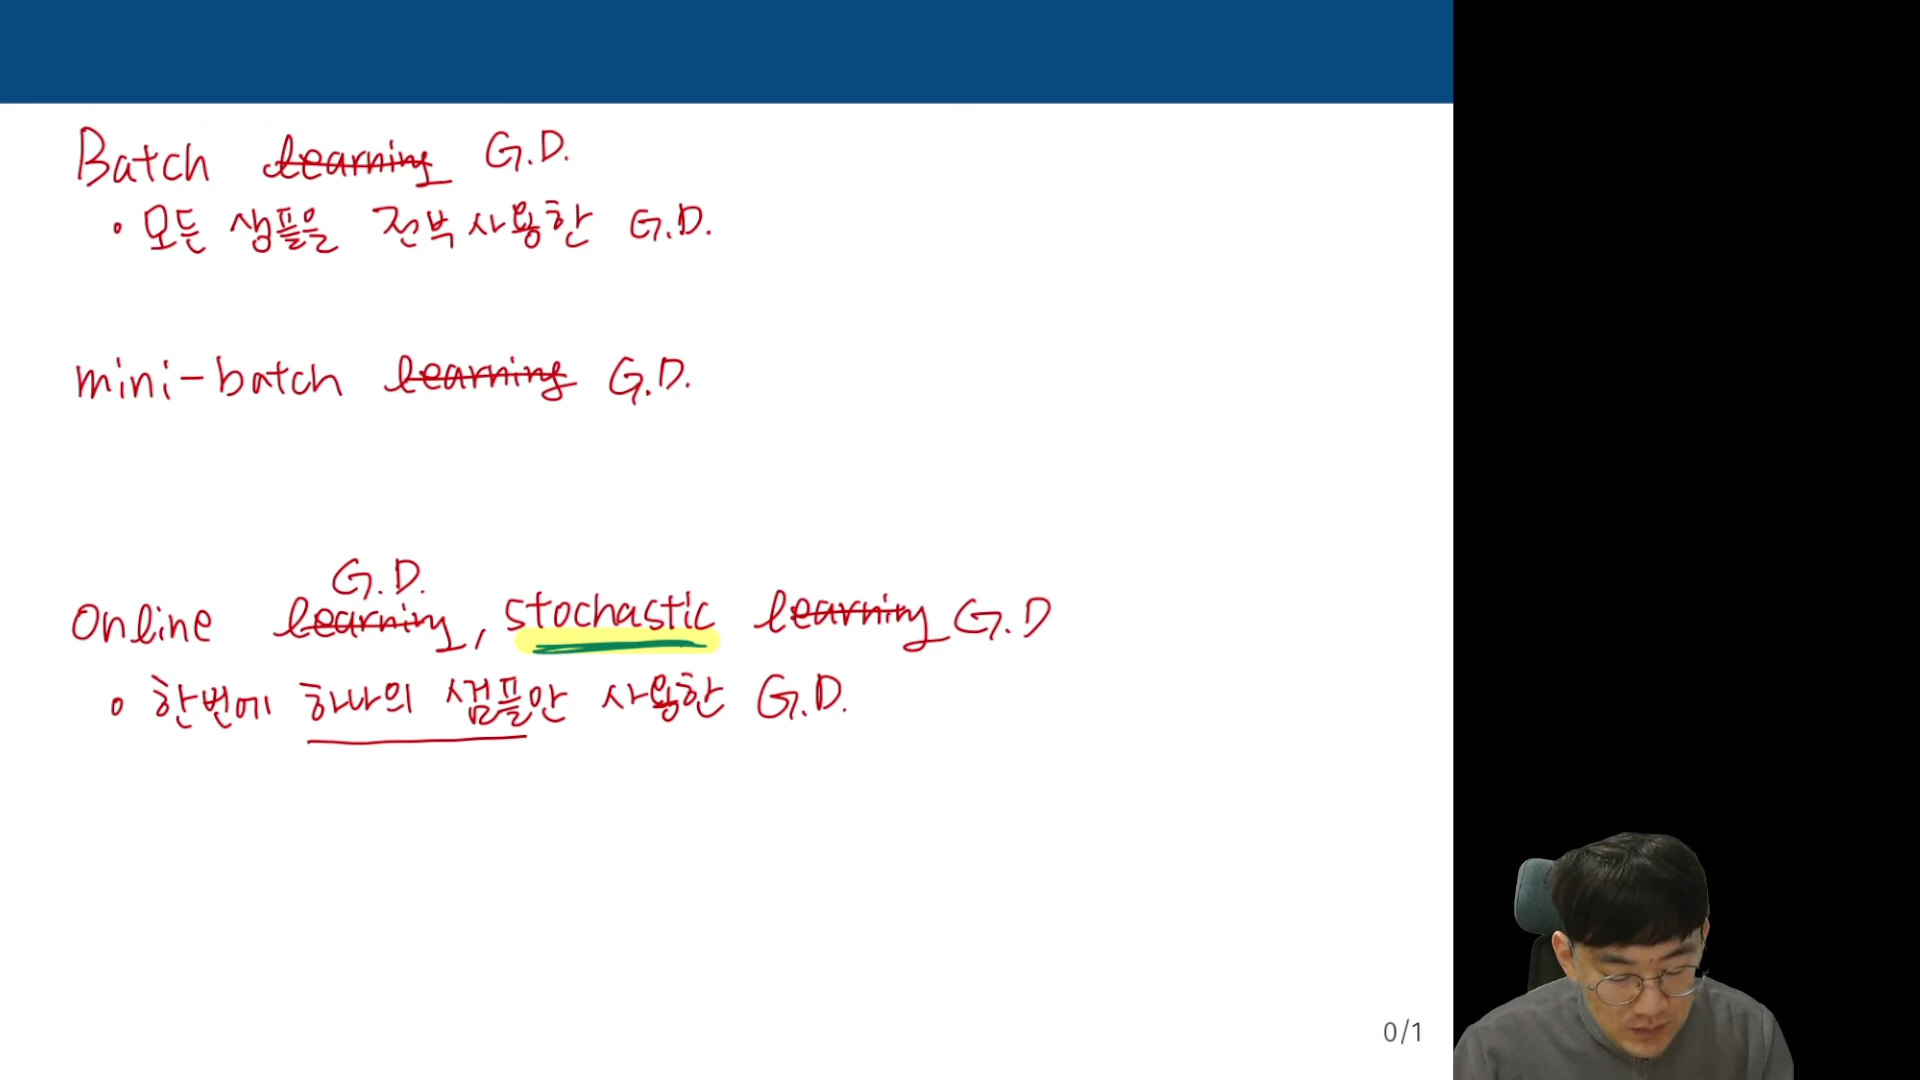 Batch learning G.D.
• 모든 샘플을 전부 사용한 G.D.
mini-batch learning G.D.
G.D.
Online learning, stochastic learning G.D
• 한번에 하나의 샘플만 사용한 G.D.
0/1